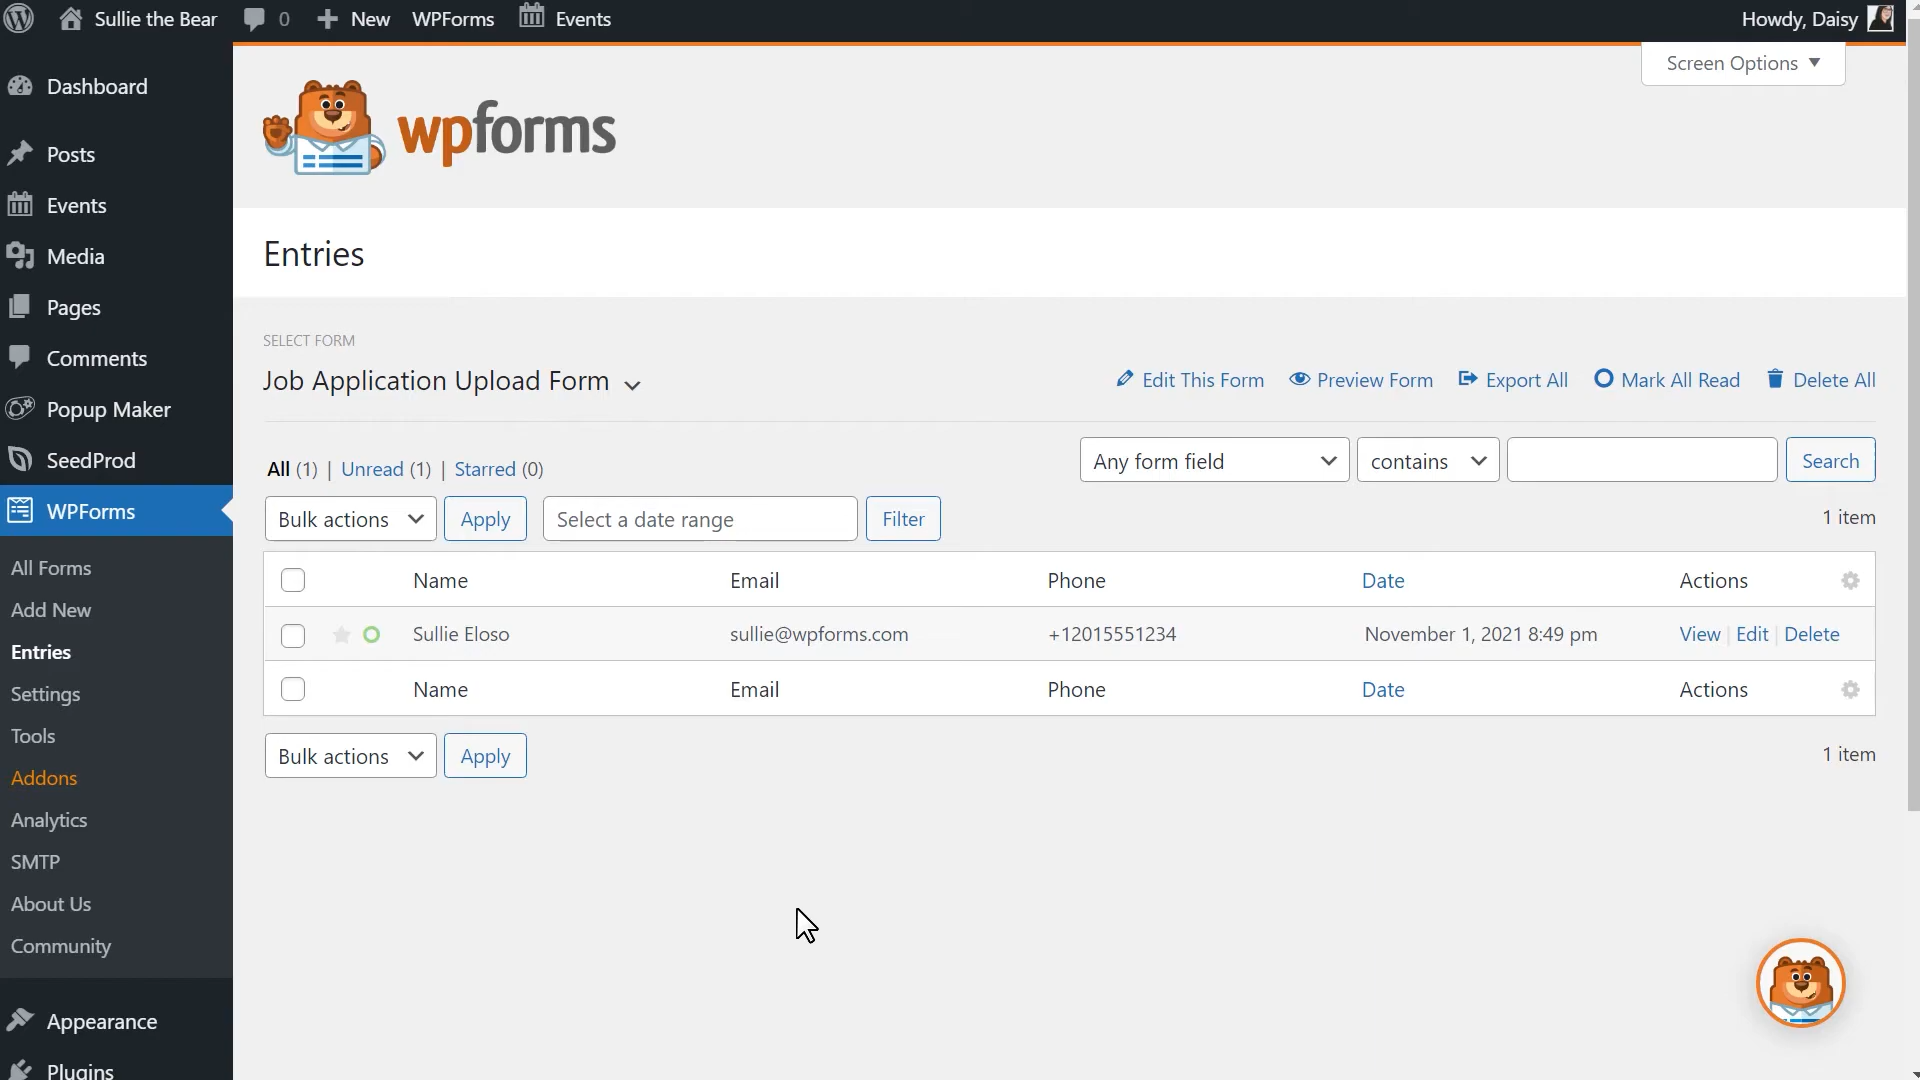 Sullie the Bear 0 New WPForms Events Howdy, Daisy
Screen Options
Dashboard
Posts
Events
Media
Pages
Comments
Popup Maker
SeedProd
WPForms
All Forms
Add New
Entries
Settings
Tools
Addons
Analytics
SMTP
About Us
Community
Appearance
Plugins
wpforms
Entries
SELECT FORM
Job Application Upload Form
Edit This Form Preview Form Export All Mark All Read Delete All
All (1) | Unread (1) | Starred (0)
Any form field contains Search
Bulk actions Apply Select a date range Filter 1 item
Name Email Phone Date Actions
Sullie Eloso sullie@wpforms.com +12015551234 November 1, 2021 8:49 pm View | Edit | Delete
Name Email Phone Date Actions
Bulk actions Apply 1 item